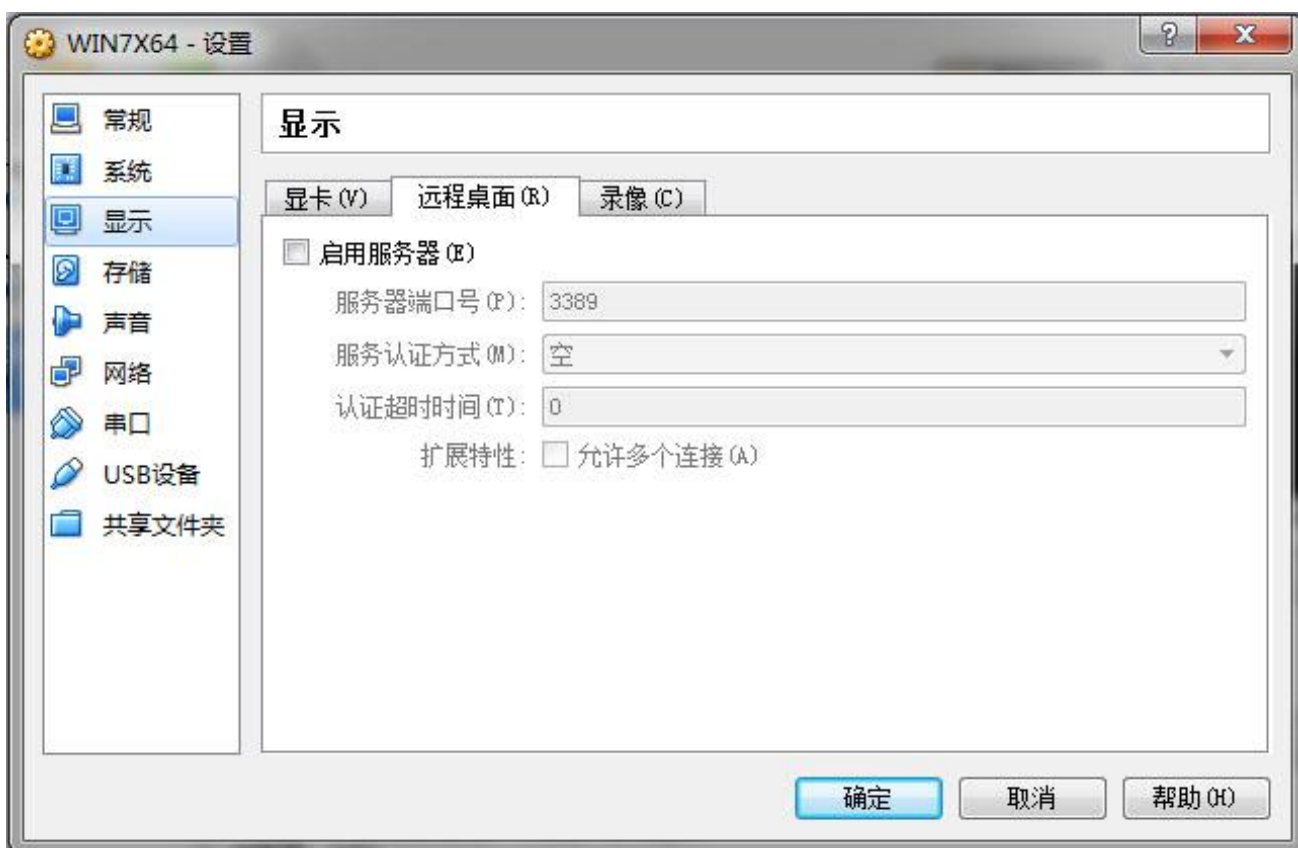 WIN7X64 - 设置
?
X
常规
系统
显示
存储
声音
网络
串口
USB设备
共享文件夹
显示
显卡(V) 远程桌面(R) 录像(C)
启用服务器(E)
服务器端口号(P): 3389
服务认证方式(M): 空
认证超时时间(T): 0
扩展特性: 允许多个连接(A)
确定 取消 帮助(H)